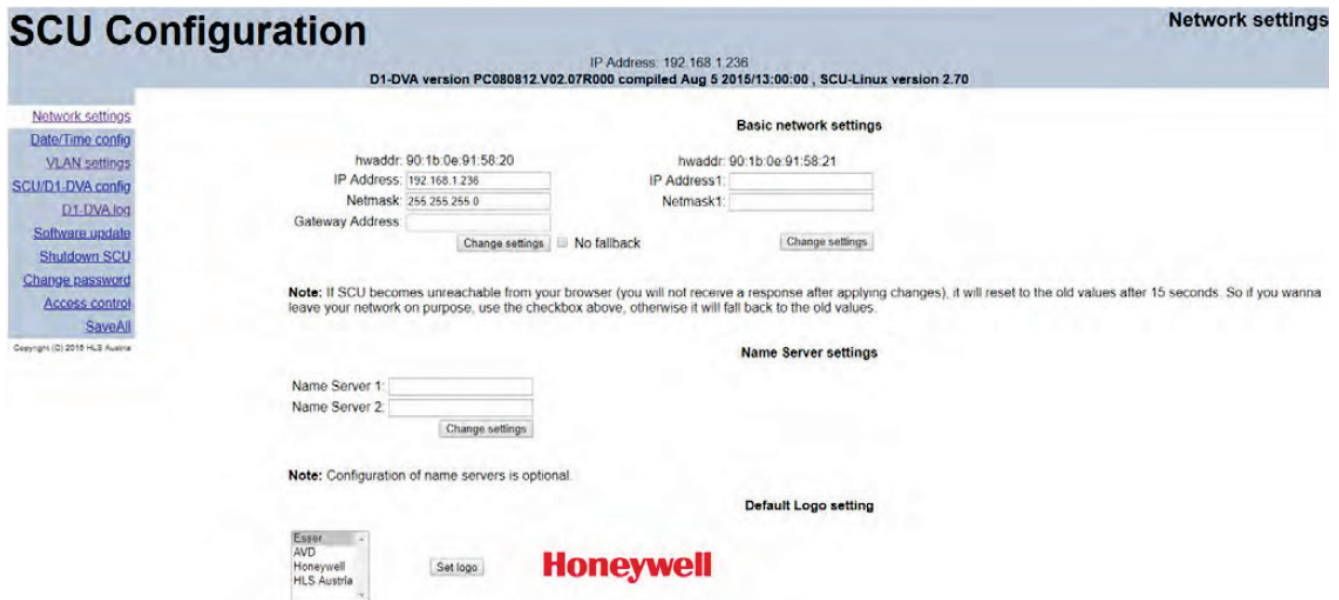 SCU Configuration
Network settings
IP Address: 192.168.1.236
D1-DVA version PC080812.V02.07R000 compiled Aug 5 2015/13:00:00 , SCU-Linux version 2.70
Network settings
Date/Time config
VLAN settings
SCU/D1-DVA config
D1-DVA log
Software update
Shutdown SCU
Change password
Access control
SaveAll
Copyright (C) 2015 HLS Austria
Basic network settings
hwaddr: 90:1b:0e:91:58:20
IP Address: 192.168.1.236
Netmask: 255.255.255.0
Gateway Address:
Change settings No fallback
hwaddr: 90:1b:0e:91:58:21
IP Address1:
Netmask1:
Change settings
Note: If SCU becomes unreachable from your browser (you will not receive a response after applying changes), it will reset to the old values after 15 seconds. So if you wanna
leave your network on purpose, use the checkbox above, otherwise it will fall back to the old values.
Name Server settings
Name Server 1:
Name Server 2:
Change settings
Note: Configuration of name servers is optional.
Default Logo setting
Esser
AVD
Honeywell
HLS Austria
Set logo
Honeywell